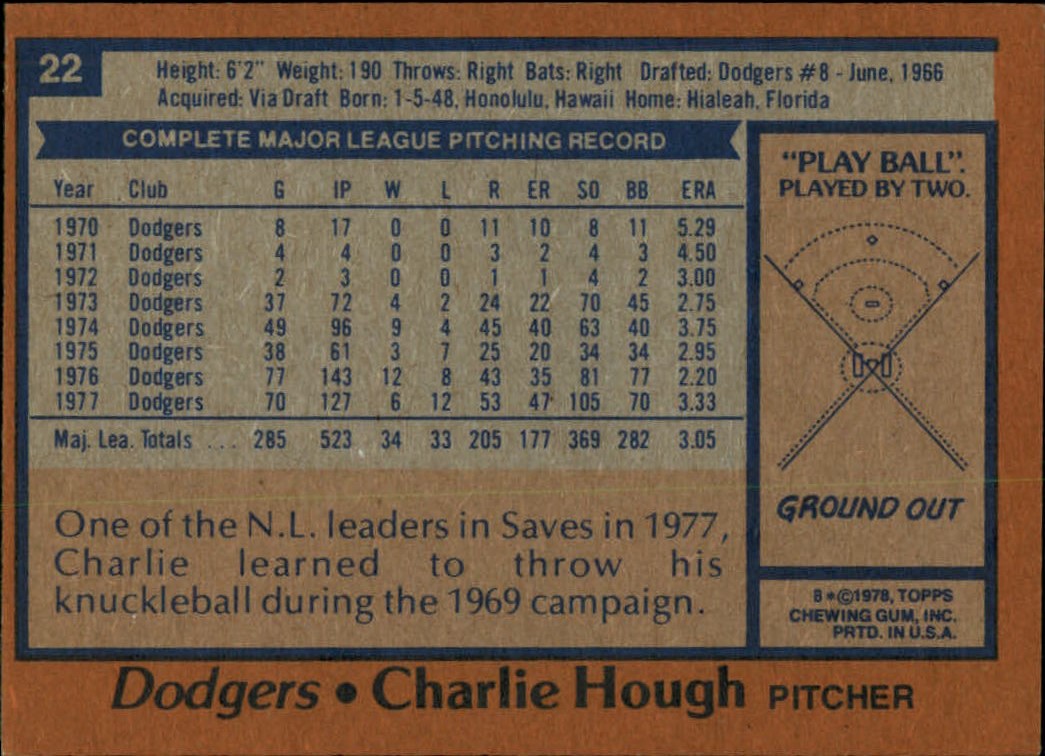 22
Height: 6'2" Weight: 190 Throws: Right Bats: Right Drafted: Dodgers #8 - June, 1966
Acquired: Via Draft Born: 1-5-48, Honolulu, Hawaii Home: Hialeah, Florida
COMPLETE MAJOR LEAGUE PITCHING RECORD
Year Club G IP W L R ER SO BB ERA
1970 Dodgers 8 17 0 0 11 10 8 11 5.29
1971 Dodgers 4 4 0 0 3 2 4 3 4.50
1972 Dodgers 2 3 0 0 1 1 4 2 3.00
1973 Dodgers 37 72 4 2 24 22 70 45 2.75
1974 Dodgers 49 96 9 4 45 40 63 40 3.75
1975 Dodgers 38 61 3 7 25 20 34 34 2.95
1976 Dodgers 77 143 12 8 43 35 81 77 2.20
1977 Dodgers 70 127 6 12 53 47 105 70 3.33
Maj. Lea. Totals ... 285 523 34 33 205 177 369 282 3.05
One of the N.L. leaders in Saves in 1977,
Charlie learned to throw his
knuckleball during the 1969 campaign.
"PLAY BALL".
PLAYED BY TWO.
GROUND OUT
8*©1978, TOPPS
CHEWING GUM, INC.
PRTD. IN U.S.A.
Dodgers • Charlie Hough PITCHER